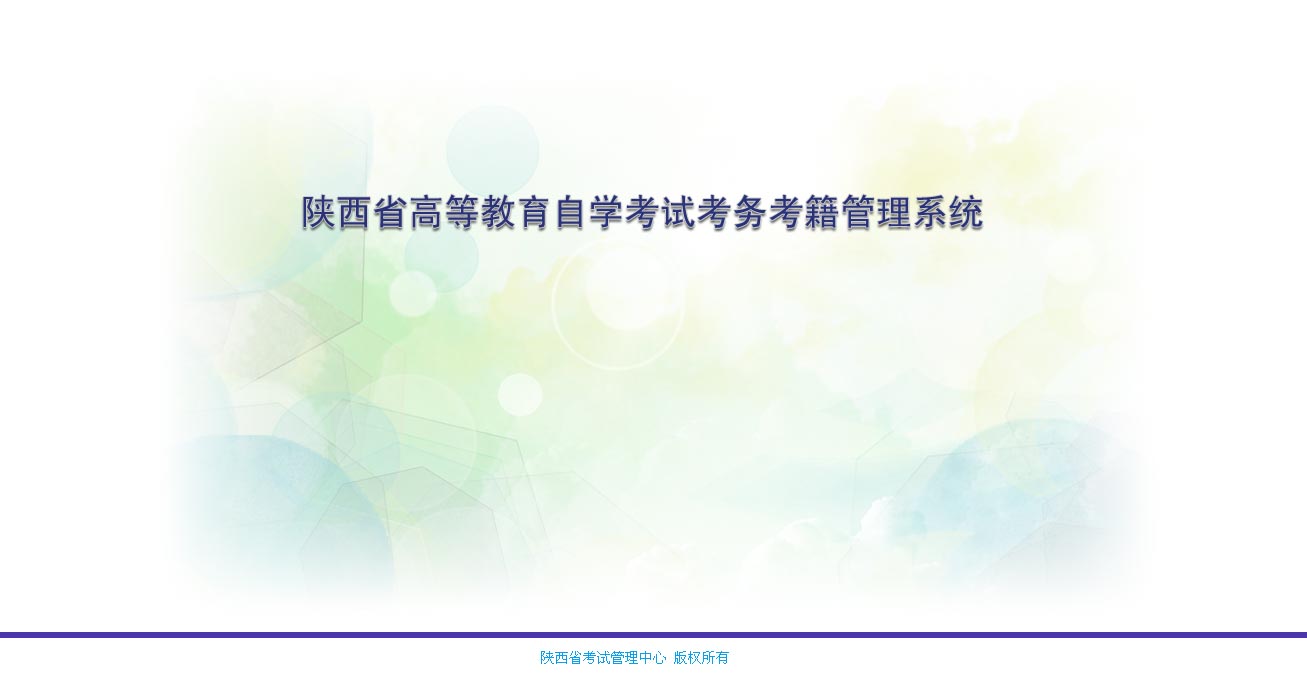 陕西省高等教育自学考试考务考籍管理系统
陕西省考试管理中心 版权所有